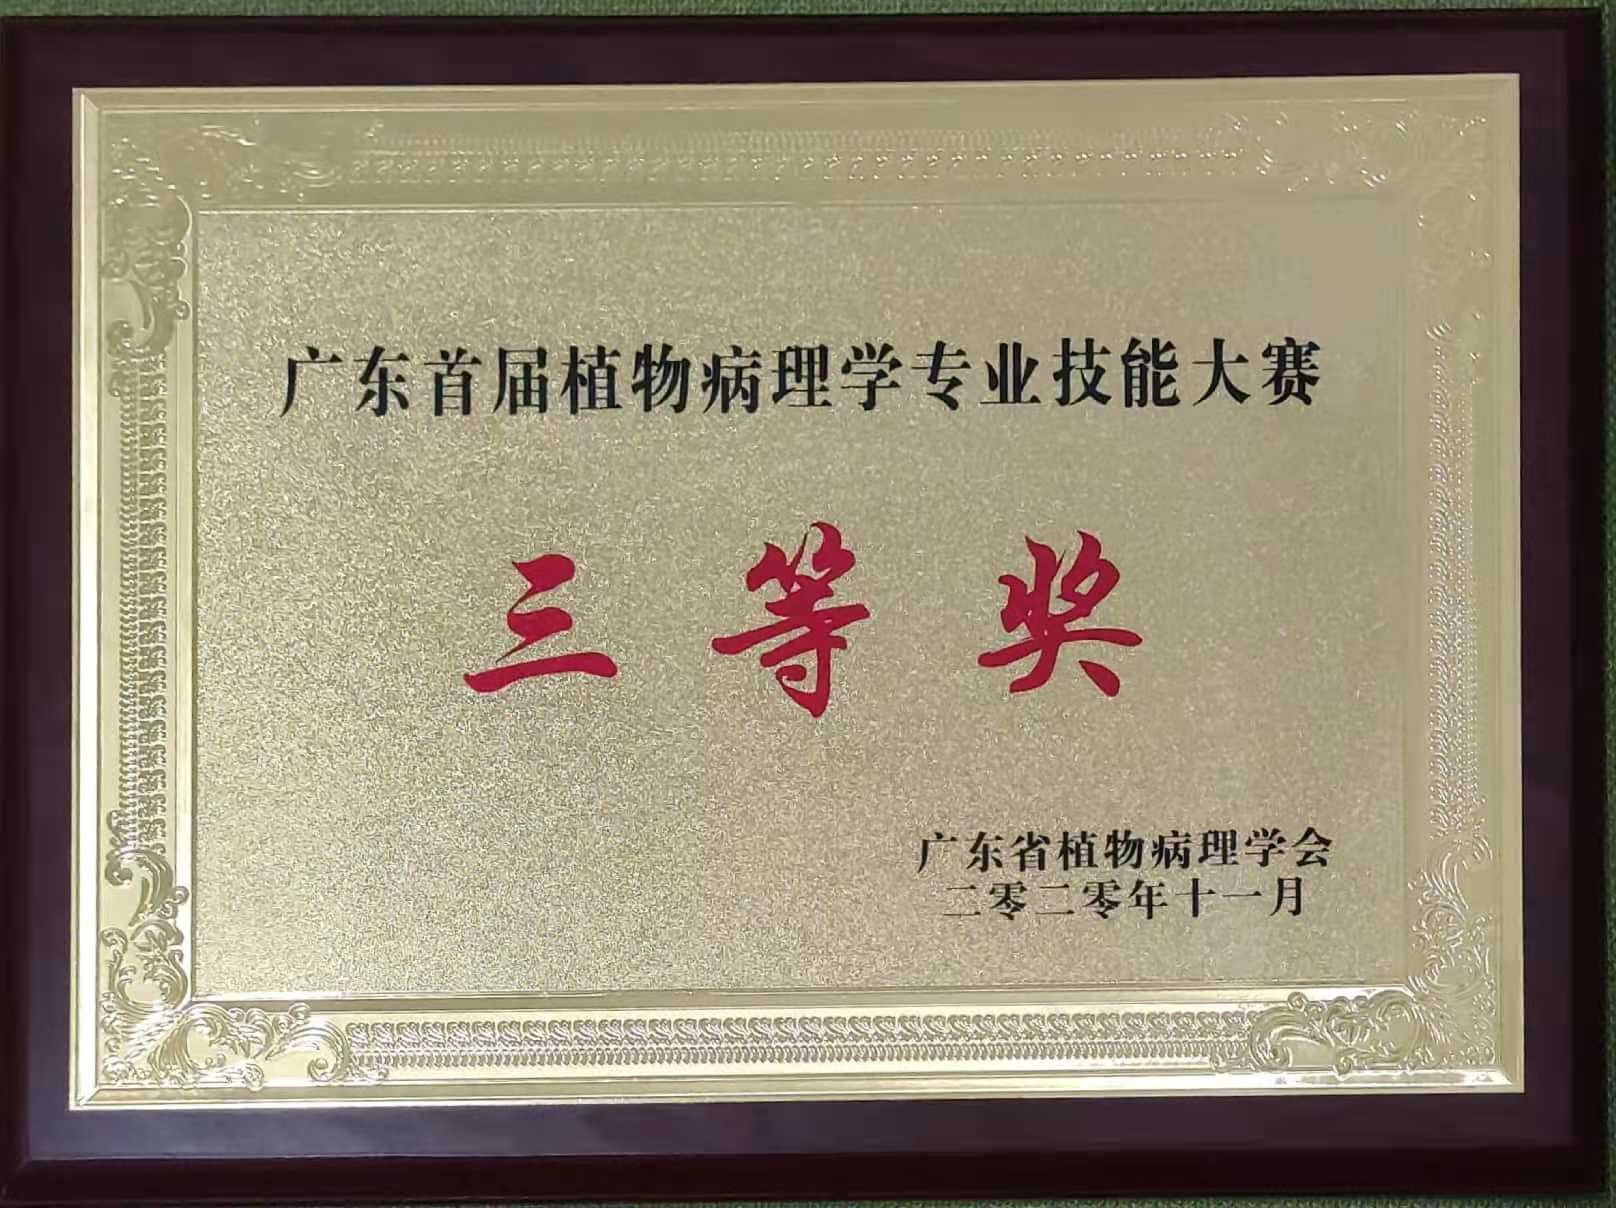 广东首届植物病理学专业技能大赛
三等奖
广东省植物病理学会
二零二零年十一月